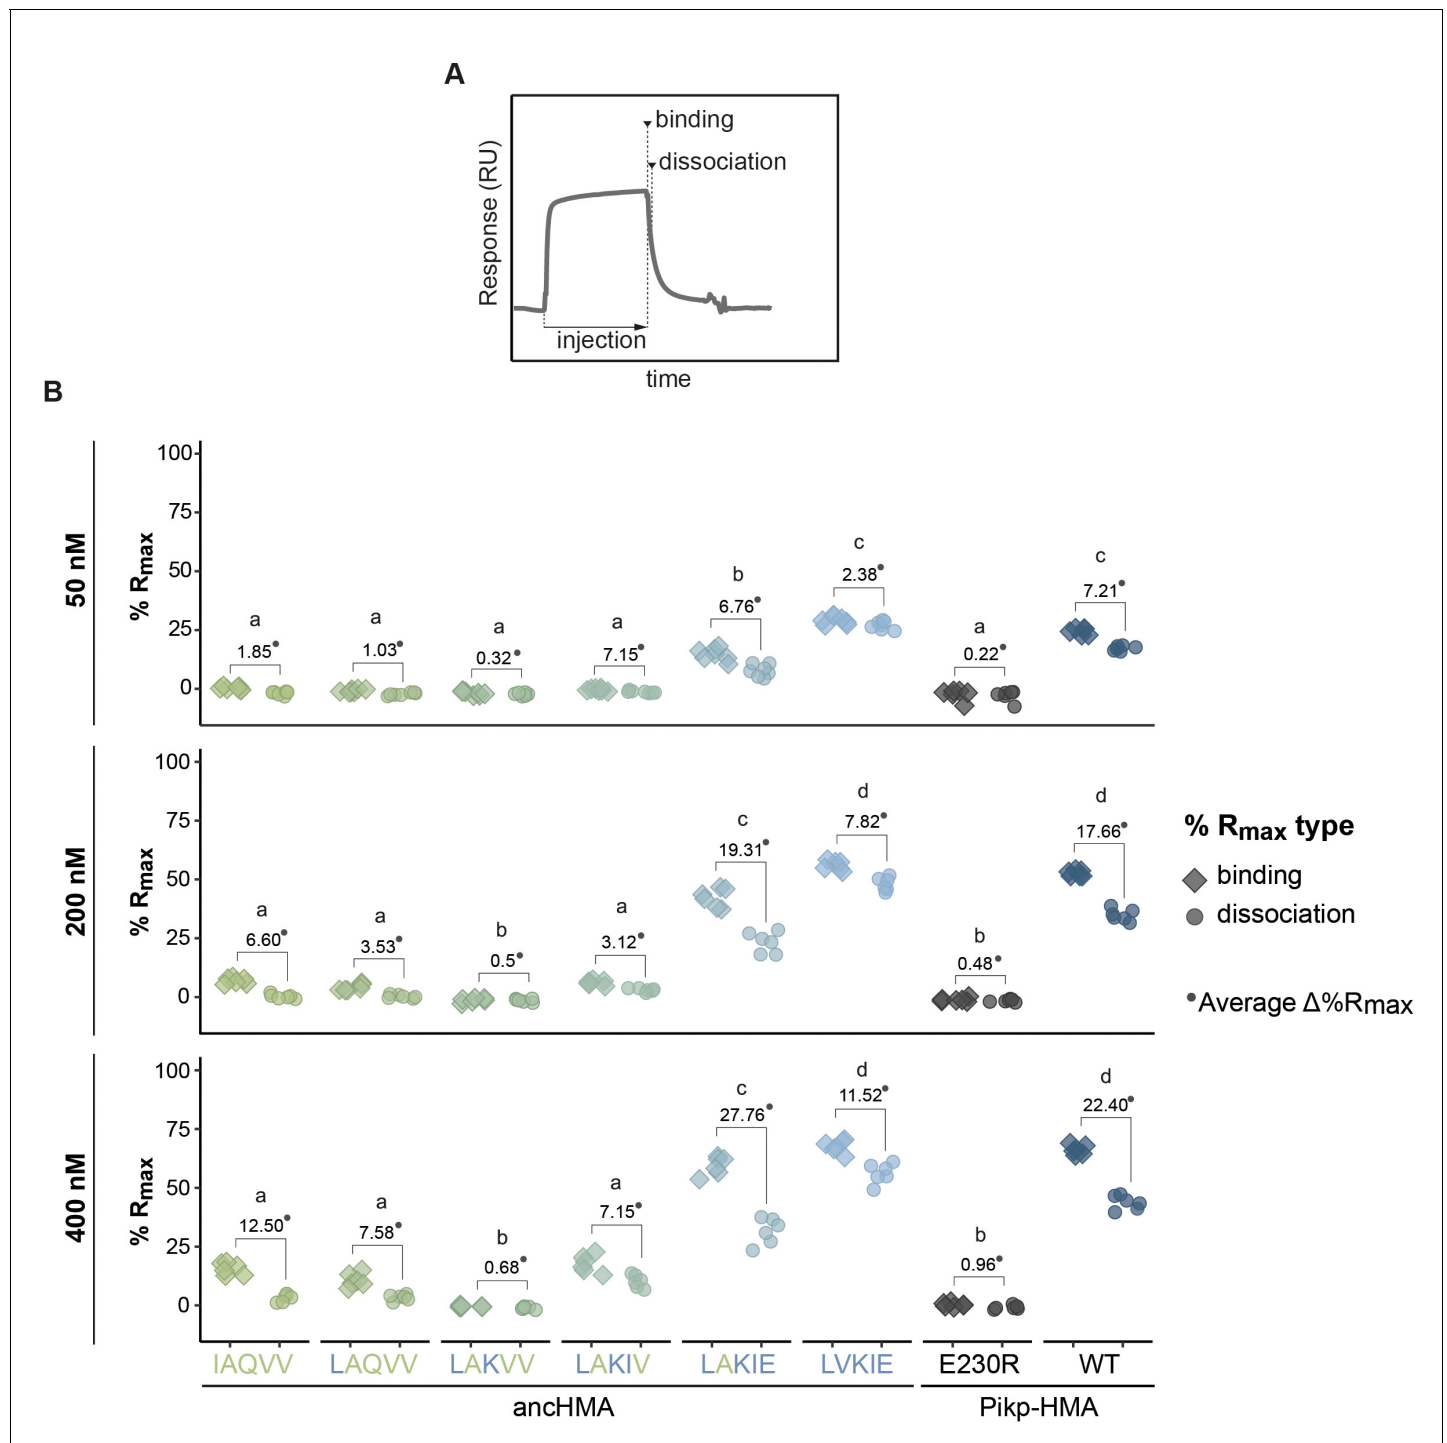 A
binding
dissociation
Response (RU)
injection
time
B
50 nM
% Rmax
100
75
50
25
0
a
1.85
a
1.03
a
0.32
a
7.15
b
6.76
c
2.38
a
0.22
c
7.21
200 nM
% Rmax
100
75
50
25
0
a
6.60
a
3.53
b
0.5
a
3.12
c
19.31
d
7.82
b
0.48
d
17.66
400 nM
% Rmax
100
75
50
25
0
a
12.50
a
7.58
b
0.68
a
7.15
c
27.76
d
11.52
b
0.96
d
22.40
IAQVV LAQVV LAKVV LAKIV LAKIE LVKIE E230R WT
ancHMA Pikp-HMA
% Rmax type
binding
dissociation
Average Δ%Rmax